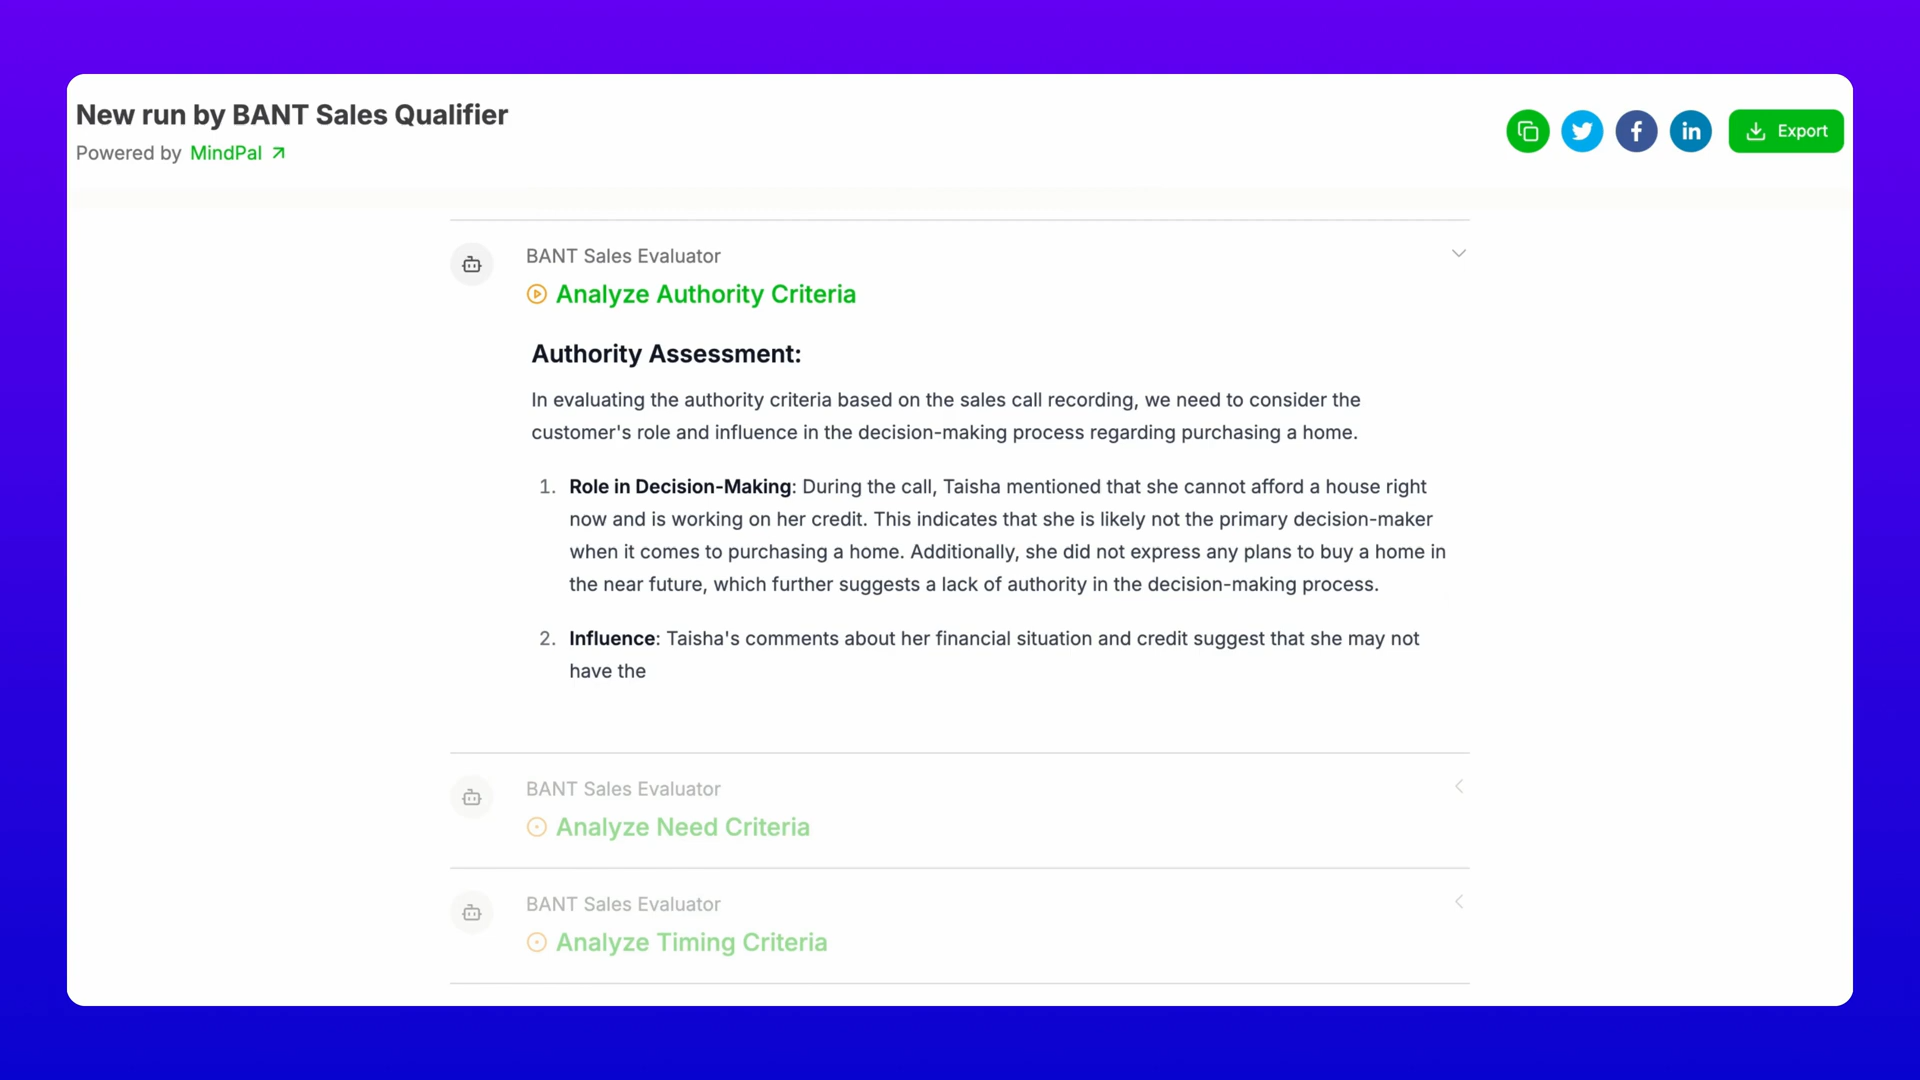 New run by BANT Sales Qualifier
Powered by MindPal
Export
BANT Sales Evaluator
Analyze Authority Criteria
Authority Assessment:
In evaluating the authority criteria based on the sales call recording, we need to consider the
customer's role and influence in the decision-making process regarding purchasing a home.
1. Role in Decision-Making: During the call, Taisha mentioned that she cannot afford a house right
now and is working on her credit. This indicates that she is likely not the primary decision-maker
when it comes to purchasing a home. Additionally, she did not express any plans to buy a home in
the near future, which further suggests a lack of authority in the decision-making process.
2. Influence: Taisha's comments about her financial situation and credit suggest that she may not
have the
BANT Sales Evaluator
Analyze Need Criteria
BANT Sales Evaluator
Analyze Timing Criteria